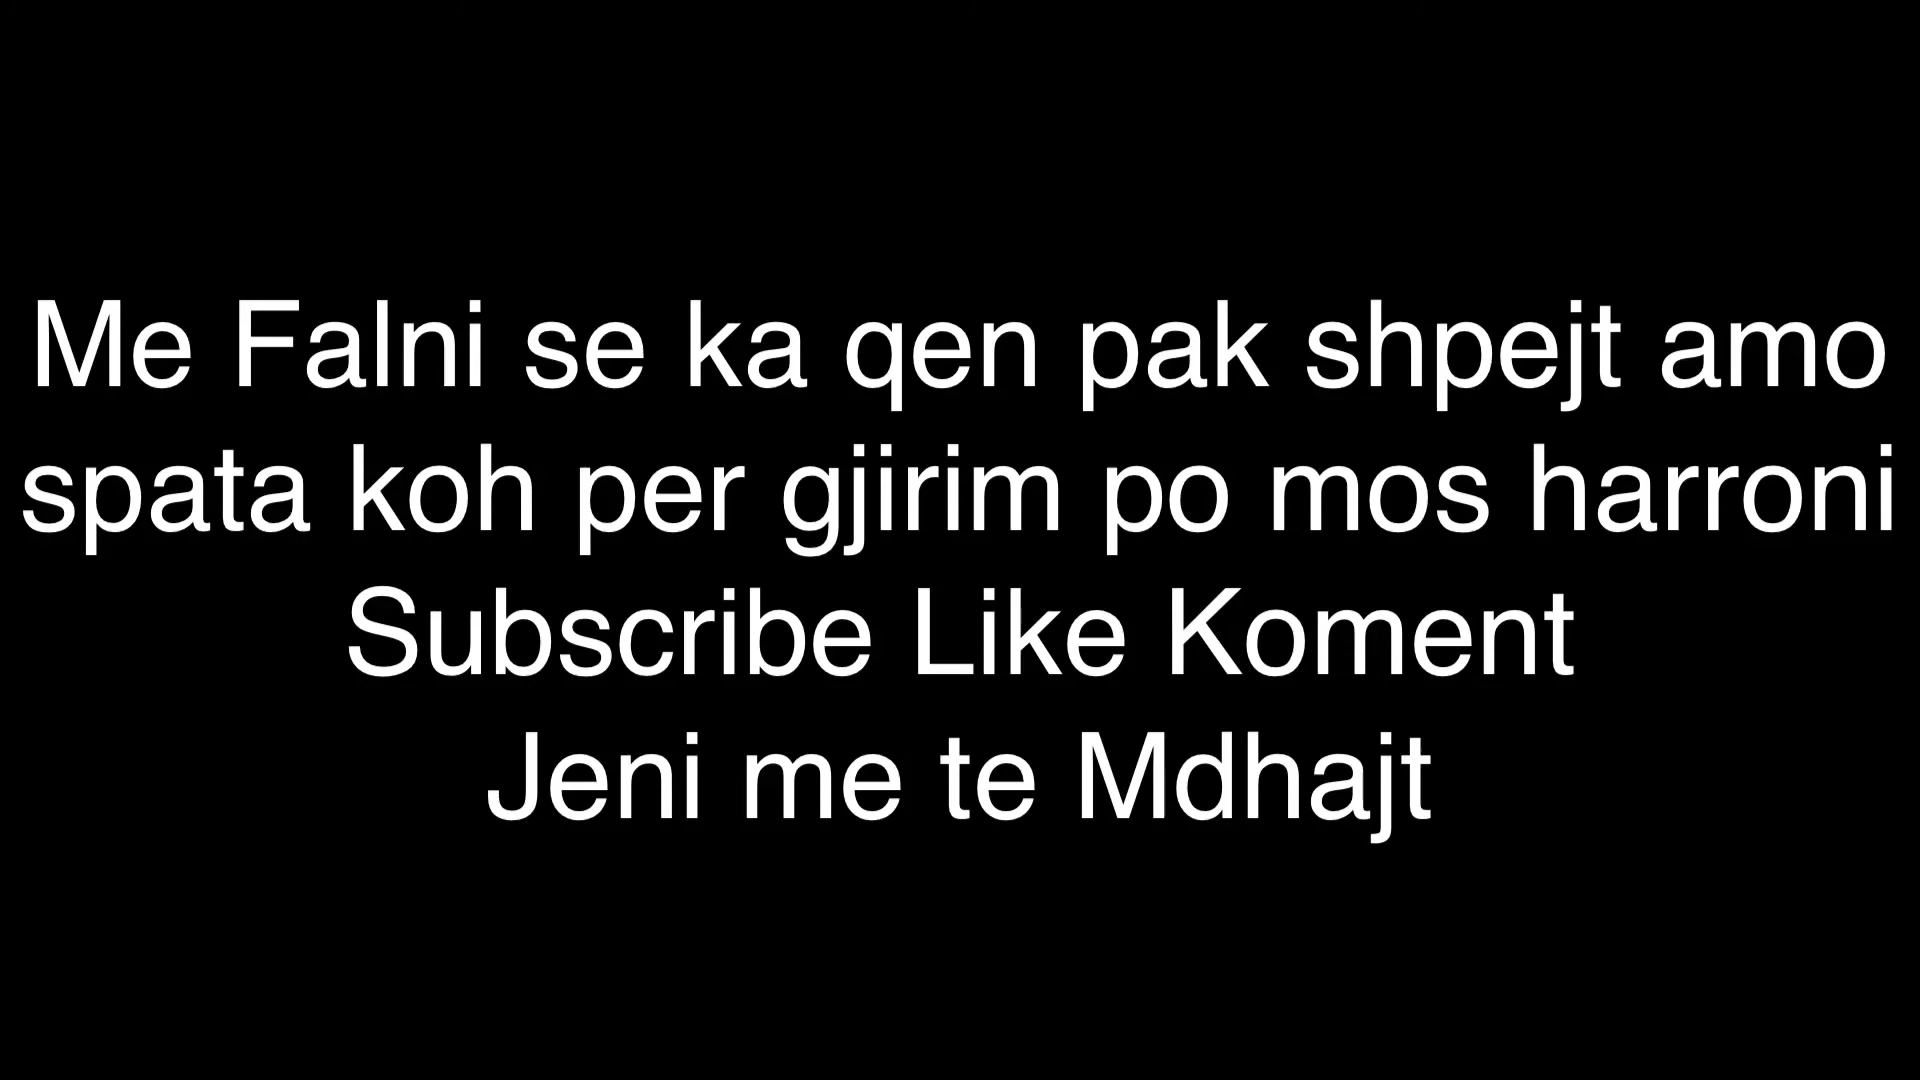 Me Falni se ka qen pak shpejt amo
spata koh per gjirim po mos harroni
Subscribe Like Koment
Jeni me te Mdhajt